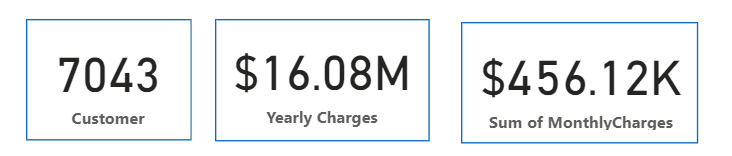 7043
Customer
$16.08M
Yearly Charges
$456.12K
Sum of MonthlyCharges